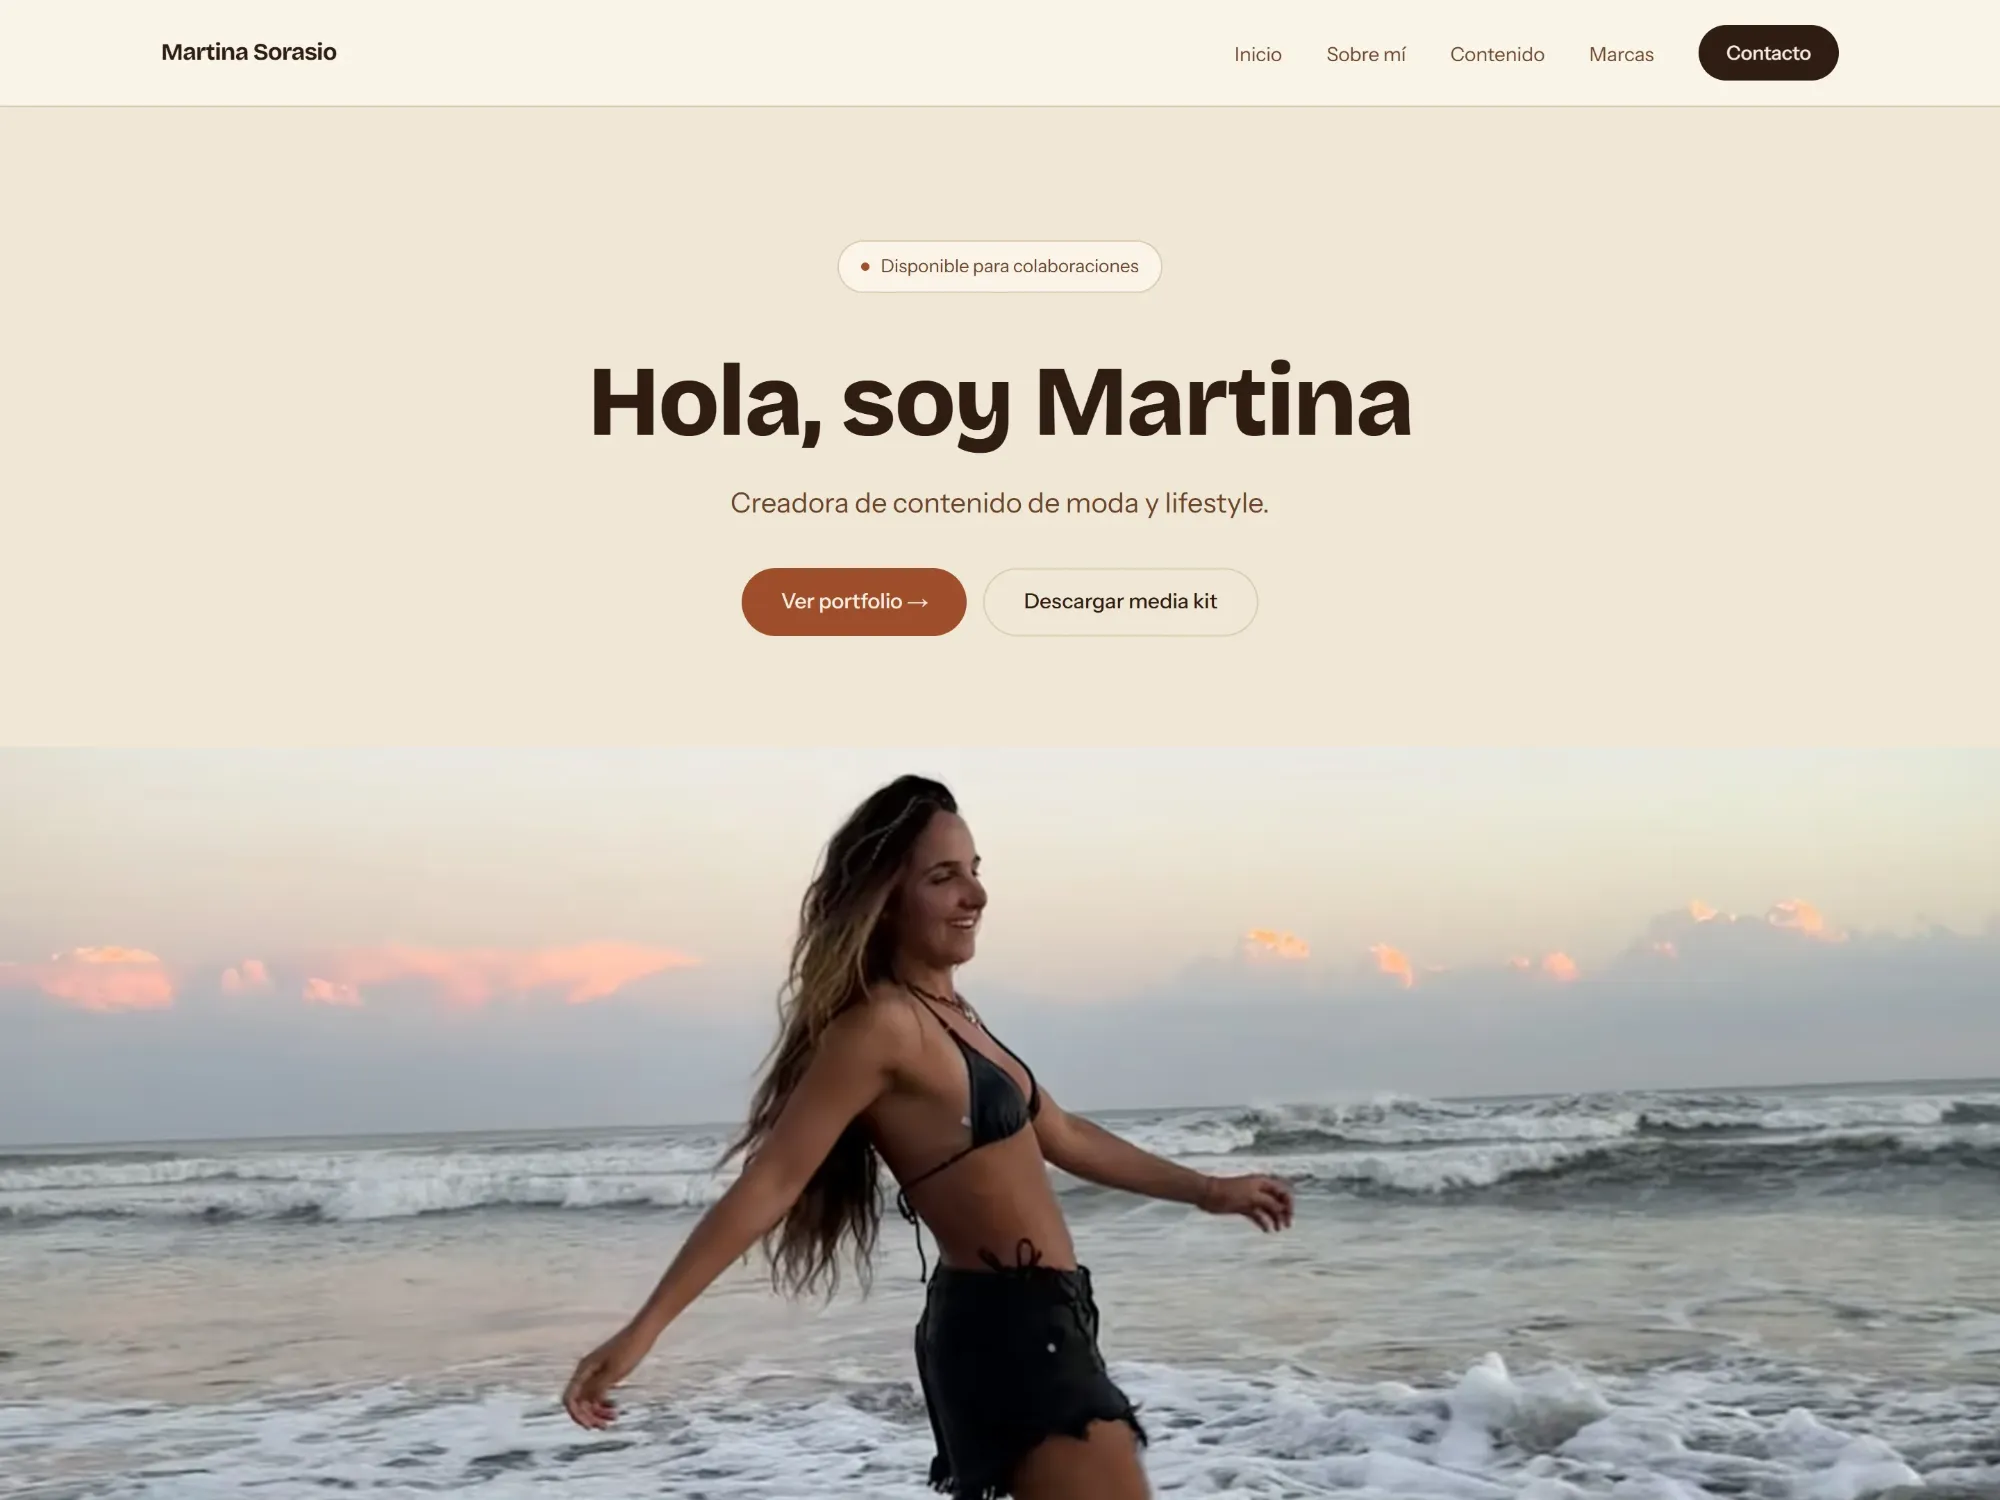 Martina Sorasio
Inicio
Sobre mí
Contenido
Marcas
Contacto
Disponible para colaboraciones
Hola, soy Martina
Creadora de contenido de moda y lifestyle.
Ver portfolio →
Descargar media kit